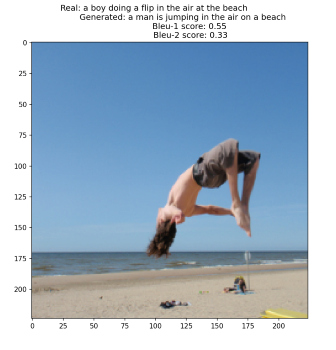 Real: a boy doing a flip in the air at the beach
Generated: a man is jumping in the air on a beach
Bleu-1 score: 0.55
Bleu-2 score: 0.33
0
25
50
75
100
125
150
175
200
0 25 50 75 100 125 150 175 200